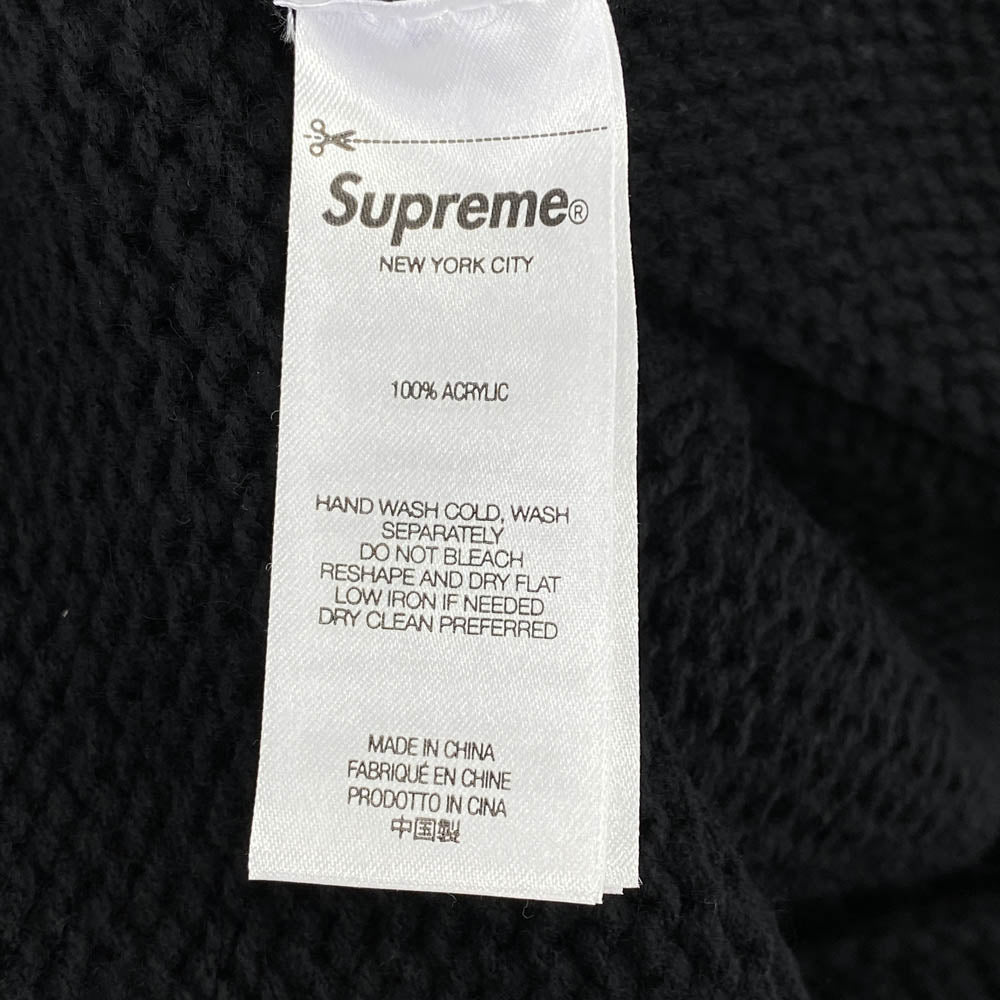 Supreme®
NEW YORK CITY
100% ACRYLIC
HAND WASH COLD, WASH
SEPARATELY
DO NOT BLEACH
RESHAPE AND DRY FLAT
LOW IRON IF NEEDED
DRY CLEAN PREFERRED
MADE IN CHINA
FABRIQUÉ EN CHINE
PRODOTTO IN CINA
中国製